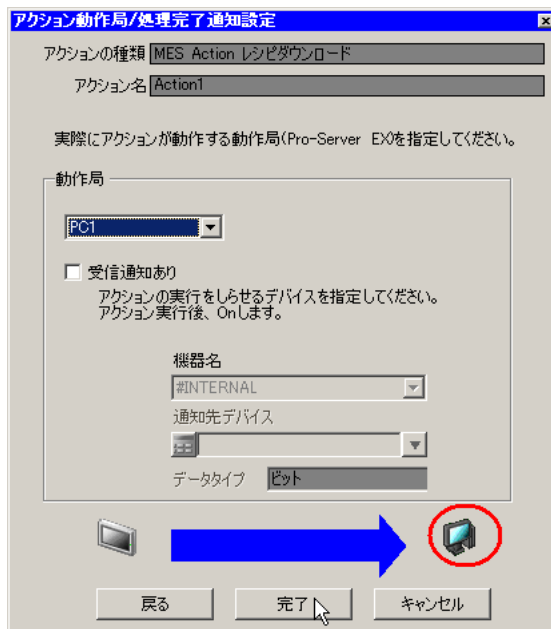 アクション動作局/処理完了通知設定
アクションの種類 MES Action レシピダウンロード
アクション名 Action1
実際にアクションが動作する動作局(Pro-Server EX)を指定してください。
動作局
PC1
受信通知あり
アクションの実行をしらせるデバイスを指定してください。
アクション実行後、Onします。
機器名
#INTERNAL
通知先デバイス
データタイプ ビット
戻る 完了 キャンセル